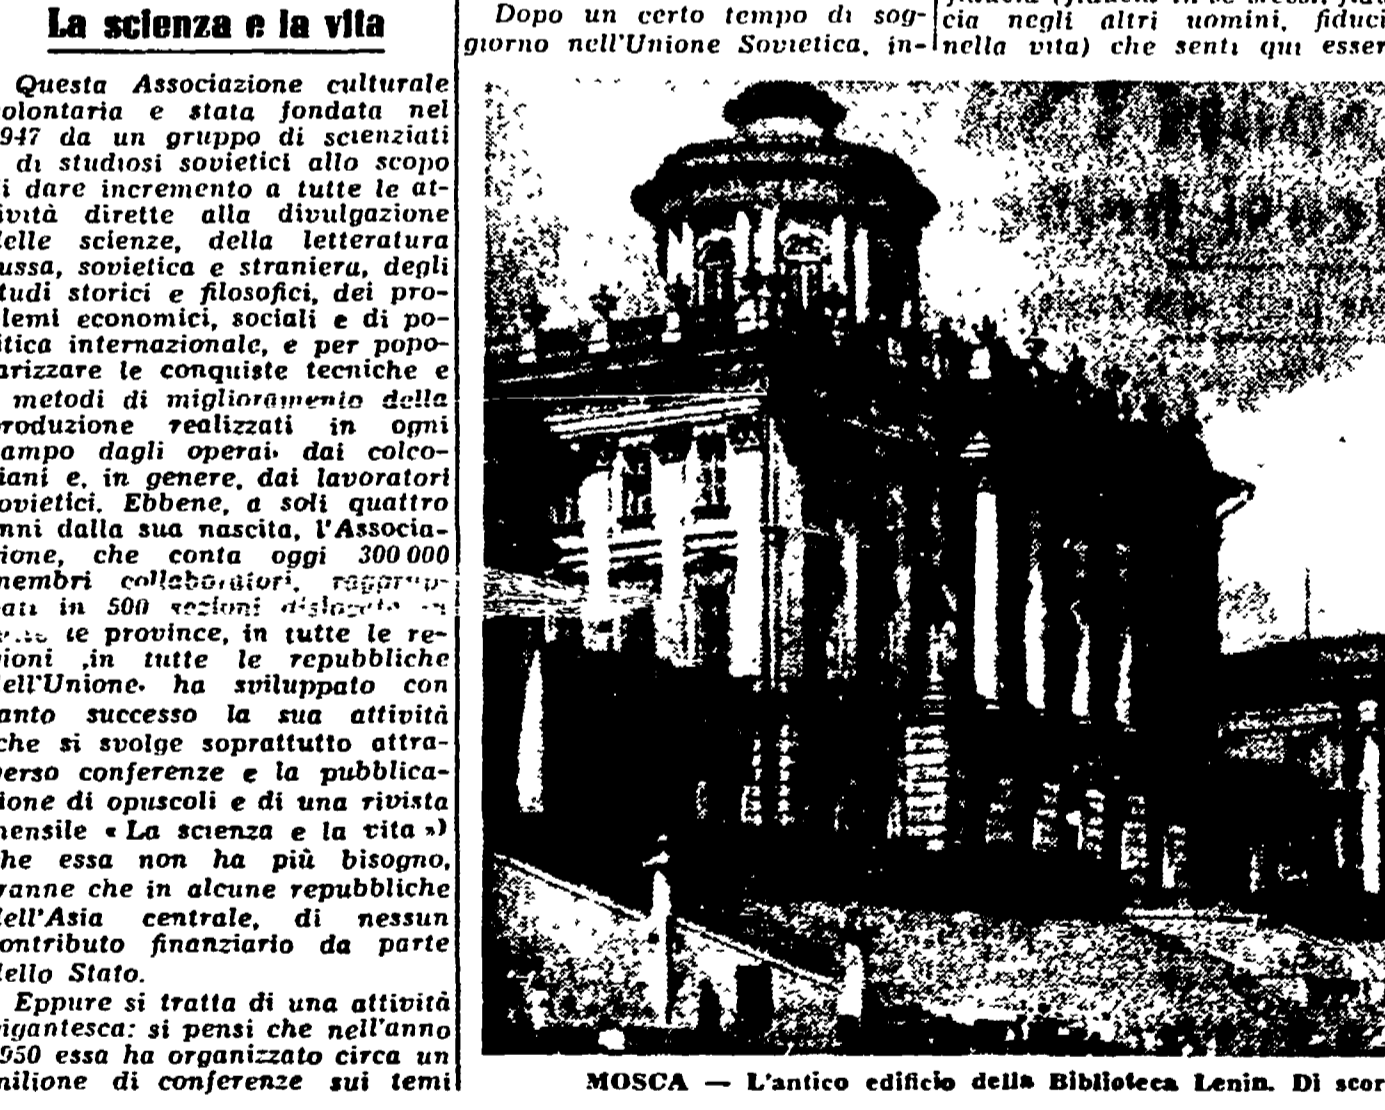 La scienza e la vita
Questa Associazione culturale
olontaria e stata fondata nel
947 da un gruppo di scienziati
di studiosi sovietici allo scopo
i dare incremento a tutte le at-
ività dirette alla divulgazione
elle scienze, della letteratura
ussa, sovietica e straniera, degli
tudi storici e filosofici, dei pro-
lemi economici, sociali e di po-
itica internazionale, e per popo-
arizzare le conquiste tecniche e
metodi di miglioramento della
roduzione realizzati in ogni
ampo dagli operai, dai colco-
iani e, in genere, dai lavoratori
ovietici. Ebbene, a soli quattro
nni dalla sua nascita, l'Associa-
ione, che conta oggi 300 000
membri collaboratori,
ati in 500 sezioni
le province, in tutte le re-
ioni ,in tutte le repubbliche
ell'Unione, ha sviluppato con
anto successo la sua attività
che si svolge soprattutto attra-
verso conferenze e la pubblica-
ione di opuscoli e di una rivista
mensile « La scienza e la vita »)
he essa non ha più bisogno,
ranne che in alcune repubbliche
ell'Asia centrale, di nessun
ontributo finanziario da parte
ello Stato.
Eppure si tratta di una attività
igantesca: si pensi che nell'anno
950 essa ha organizzato circa un
milione di conferenze sui temi
Dopo un certo tempo di sog-
giorno nell'Unione Sovietica, in-
cia negli altri uomini, fiduci
nella vita) che senti qui esser
MOSCA — L'antico edificio della Biblioteca Lenin. Di scor